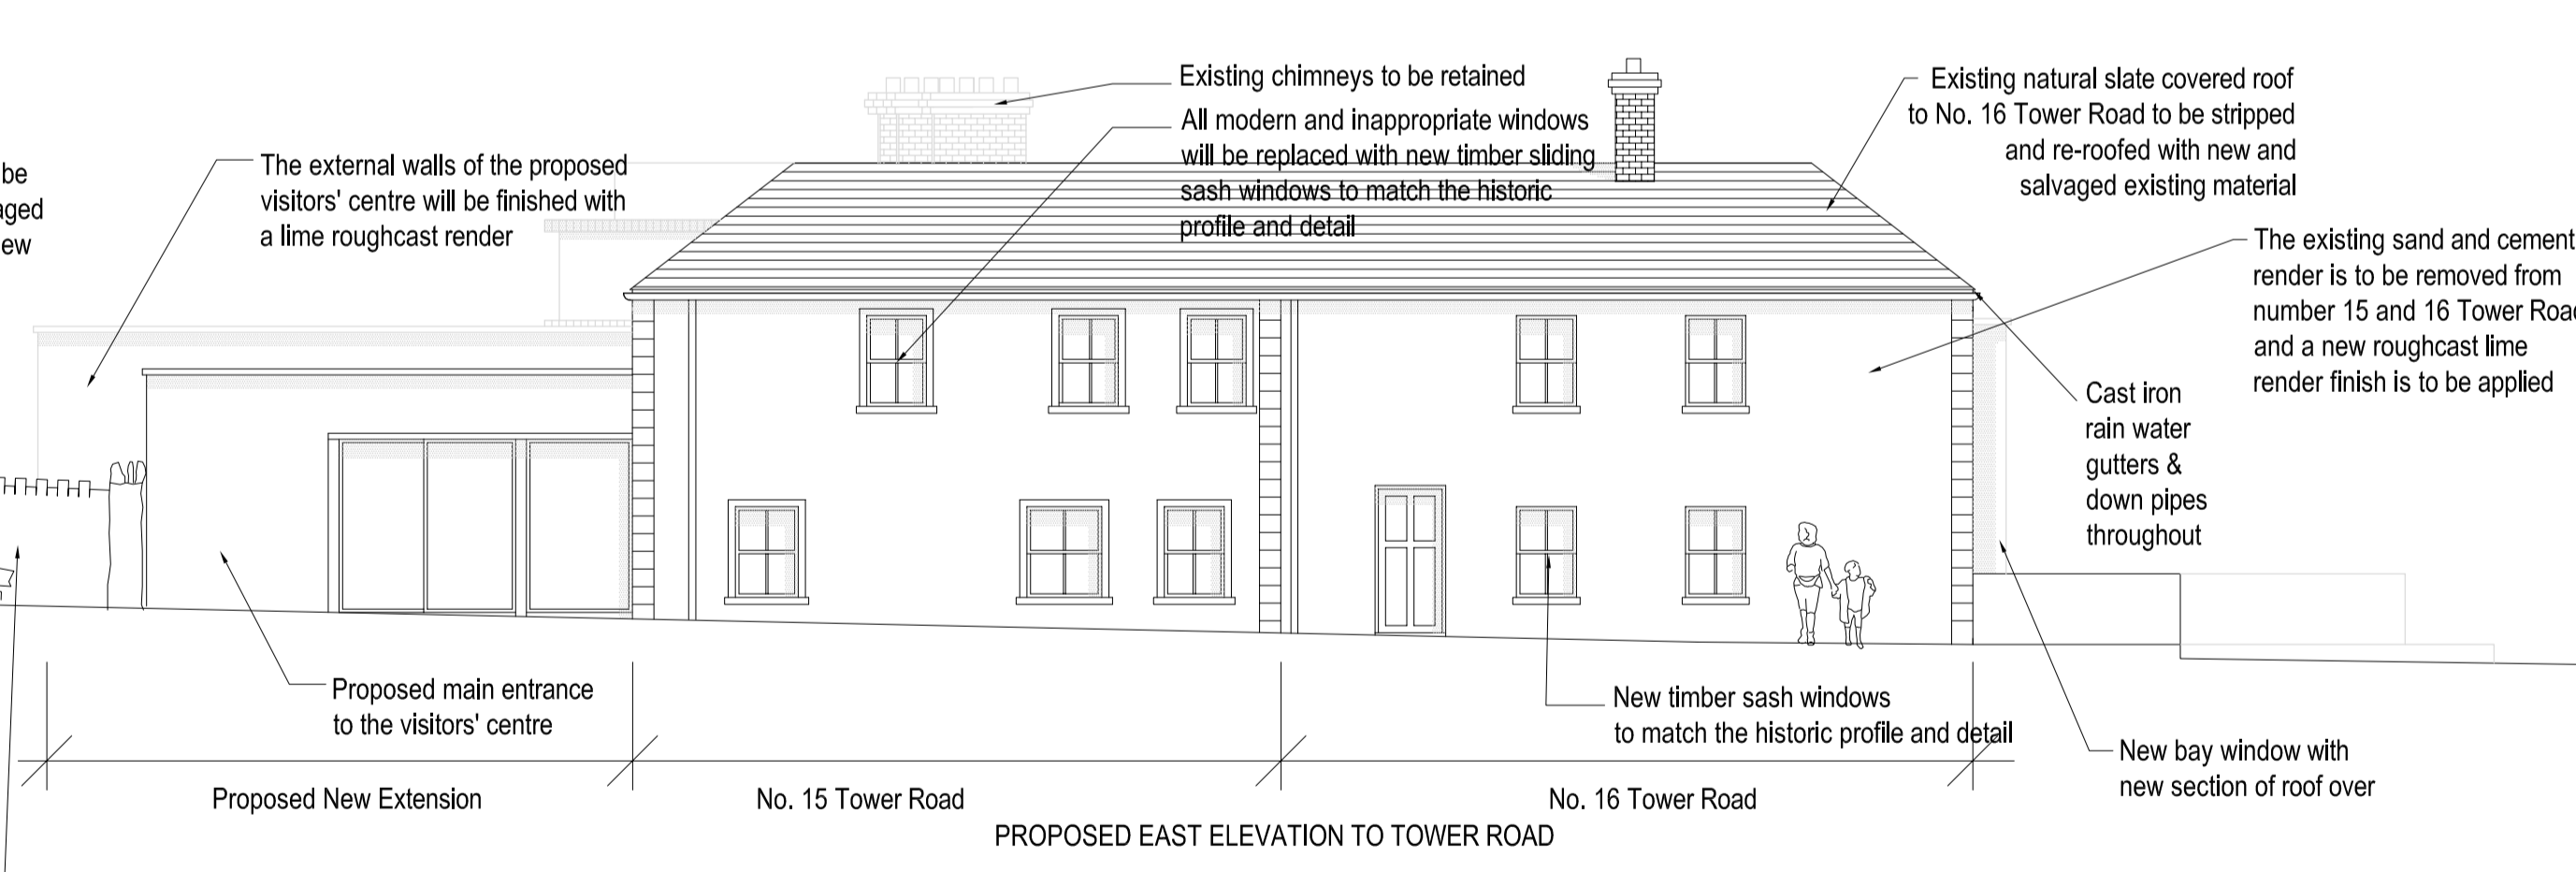 be
aged
ew
The external walls of the proposed
visitors' centre will be finished with
a lime roughcast render
Existing chimneys to be retained
All modern and inappropriate windows
will be replaced with new timber sliding
sash windows to match the historic
profile and detail
Existing natural slate covered roof
to No. 16 Tower Road to be stripped
and re-roofed with new and
salvaged existing material
The existing sand and cement
render is to be removed from
number 15 and 16 Tower Road
and a new roughcast lime
render finish is to be applied
Cast iron
rain water
gutters &
down pipes
throughout
Proposed main entrance
to the visitors' centre
New timber sash windows
to match the historic profile and detail
New bay window with
new section of roof over
Proposed New Extension
No. 15 Tower Road
No. 16 Tower Road
PROPOSED EAST ELEVATION TO TOWER ROAD